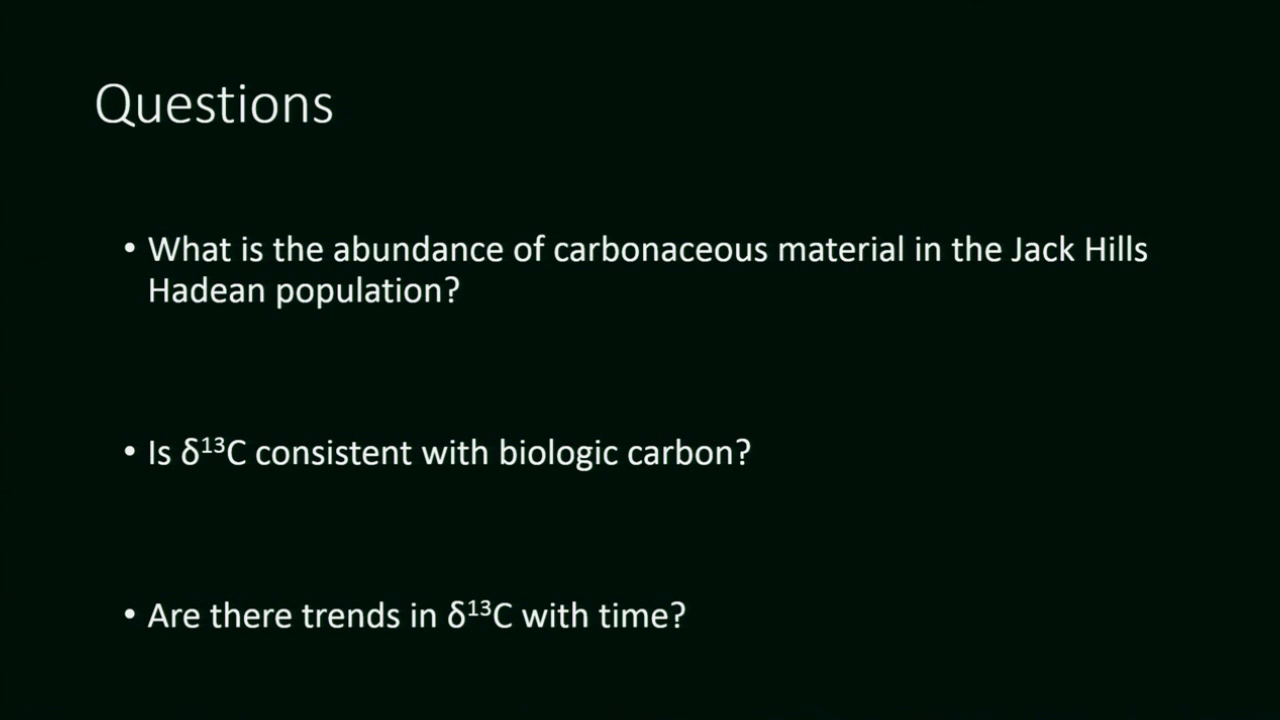 Questions
• What is the abundance of carbonaceous material in the Jack Hills
Hadean population?
• Is δ¹³C consistent with biologic carbon?
• Are there trends in δ¹³C with time?